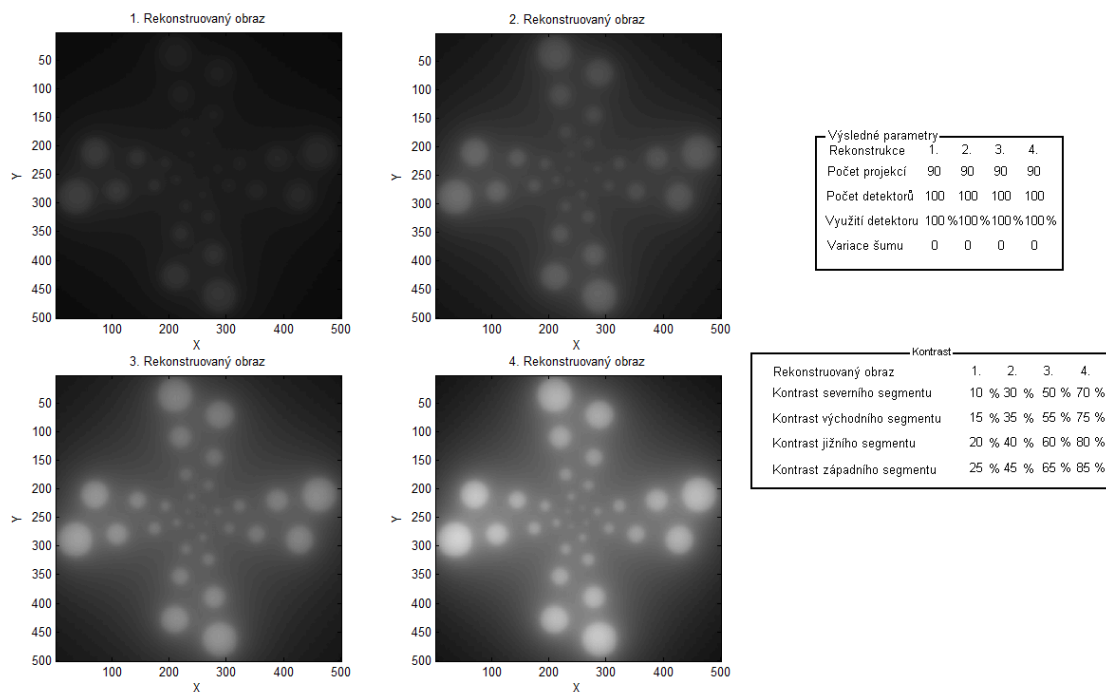 1. Rekonstruovaný obraz
50
100
150
200
250
300
350
400
450
500
Y
100 200 300 400 500
X
2. Rekonstruovaný obraz
50
100
150
200
250
300
350
400
450
500
Y
100 200 300 400 500
X
Výsledné parametry
Rekonstrukce 1. 2. 3. 4.
Počet projekcí 90 90 90 90
Počet detektorů 100 100 100 100
Využití detektoru 100 % 100 % 100 % 100 %
Variace šumu 0 0 0 0
3. Rekonstruovaný obraz
50
100
150
200
250
300
350
400
450
500
Y
100 200 300 400 500
X
4. Rekonstruovaný obraz
50
100
150
200
250
300
350
400
450
500
Y
100 200 300 400 500
X
Kontrast
Rekonstruovaný obraz 1. 2. 3. 4.
Kontrast severního segmentu 10 % 30 % 50 % 70 %
Kontrast východního segmentu 15 % 35 % 55 % 75 %
Kontrast jižního segmentu 20 % 40 % 60 % 80 %
Kontrast západního segmentu 25 % 45 % 65 % 85 %